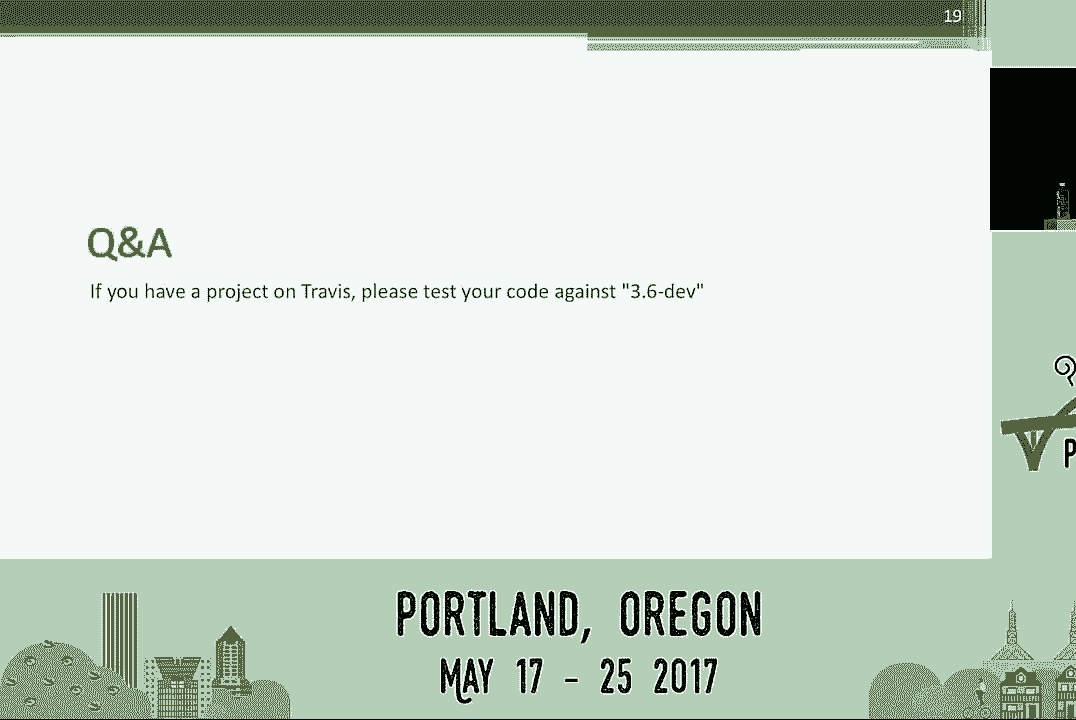 19
Q&A
If you have a project on Travis, please test your code against "3.6-dev"
P
PORTLAND, OREGON
MAY 17 - 25 2017